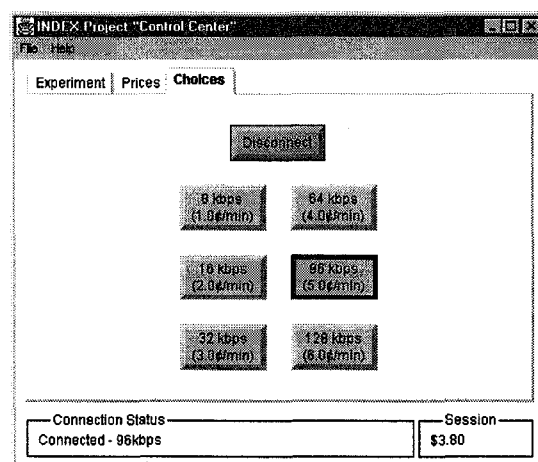 INDEX Project "Control Center"
File Help
Experiment Prices Choices
Disconnect
8 kbps
(1.0¢/min)
64 kbps
(4.0¢/min)
16 kbps
(2.0¢/min)
96 kbps
(5.0¢/min)
32 kbps
(3.0¢/min)
128 kbps
(6.0¢/min)
Connection Status
Connected - 96kbps
Session
$3.80